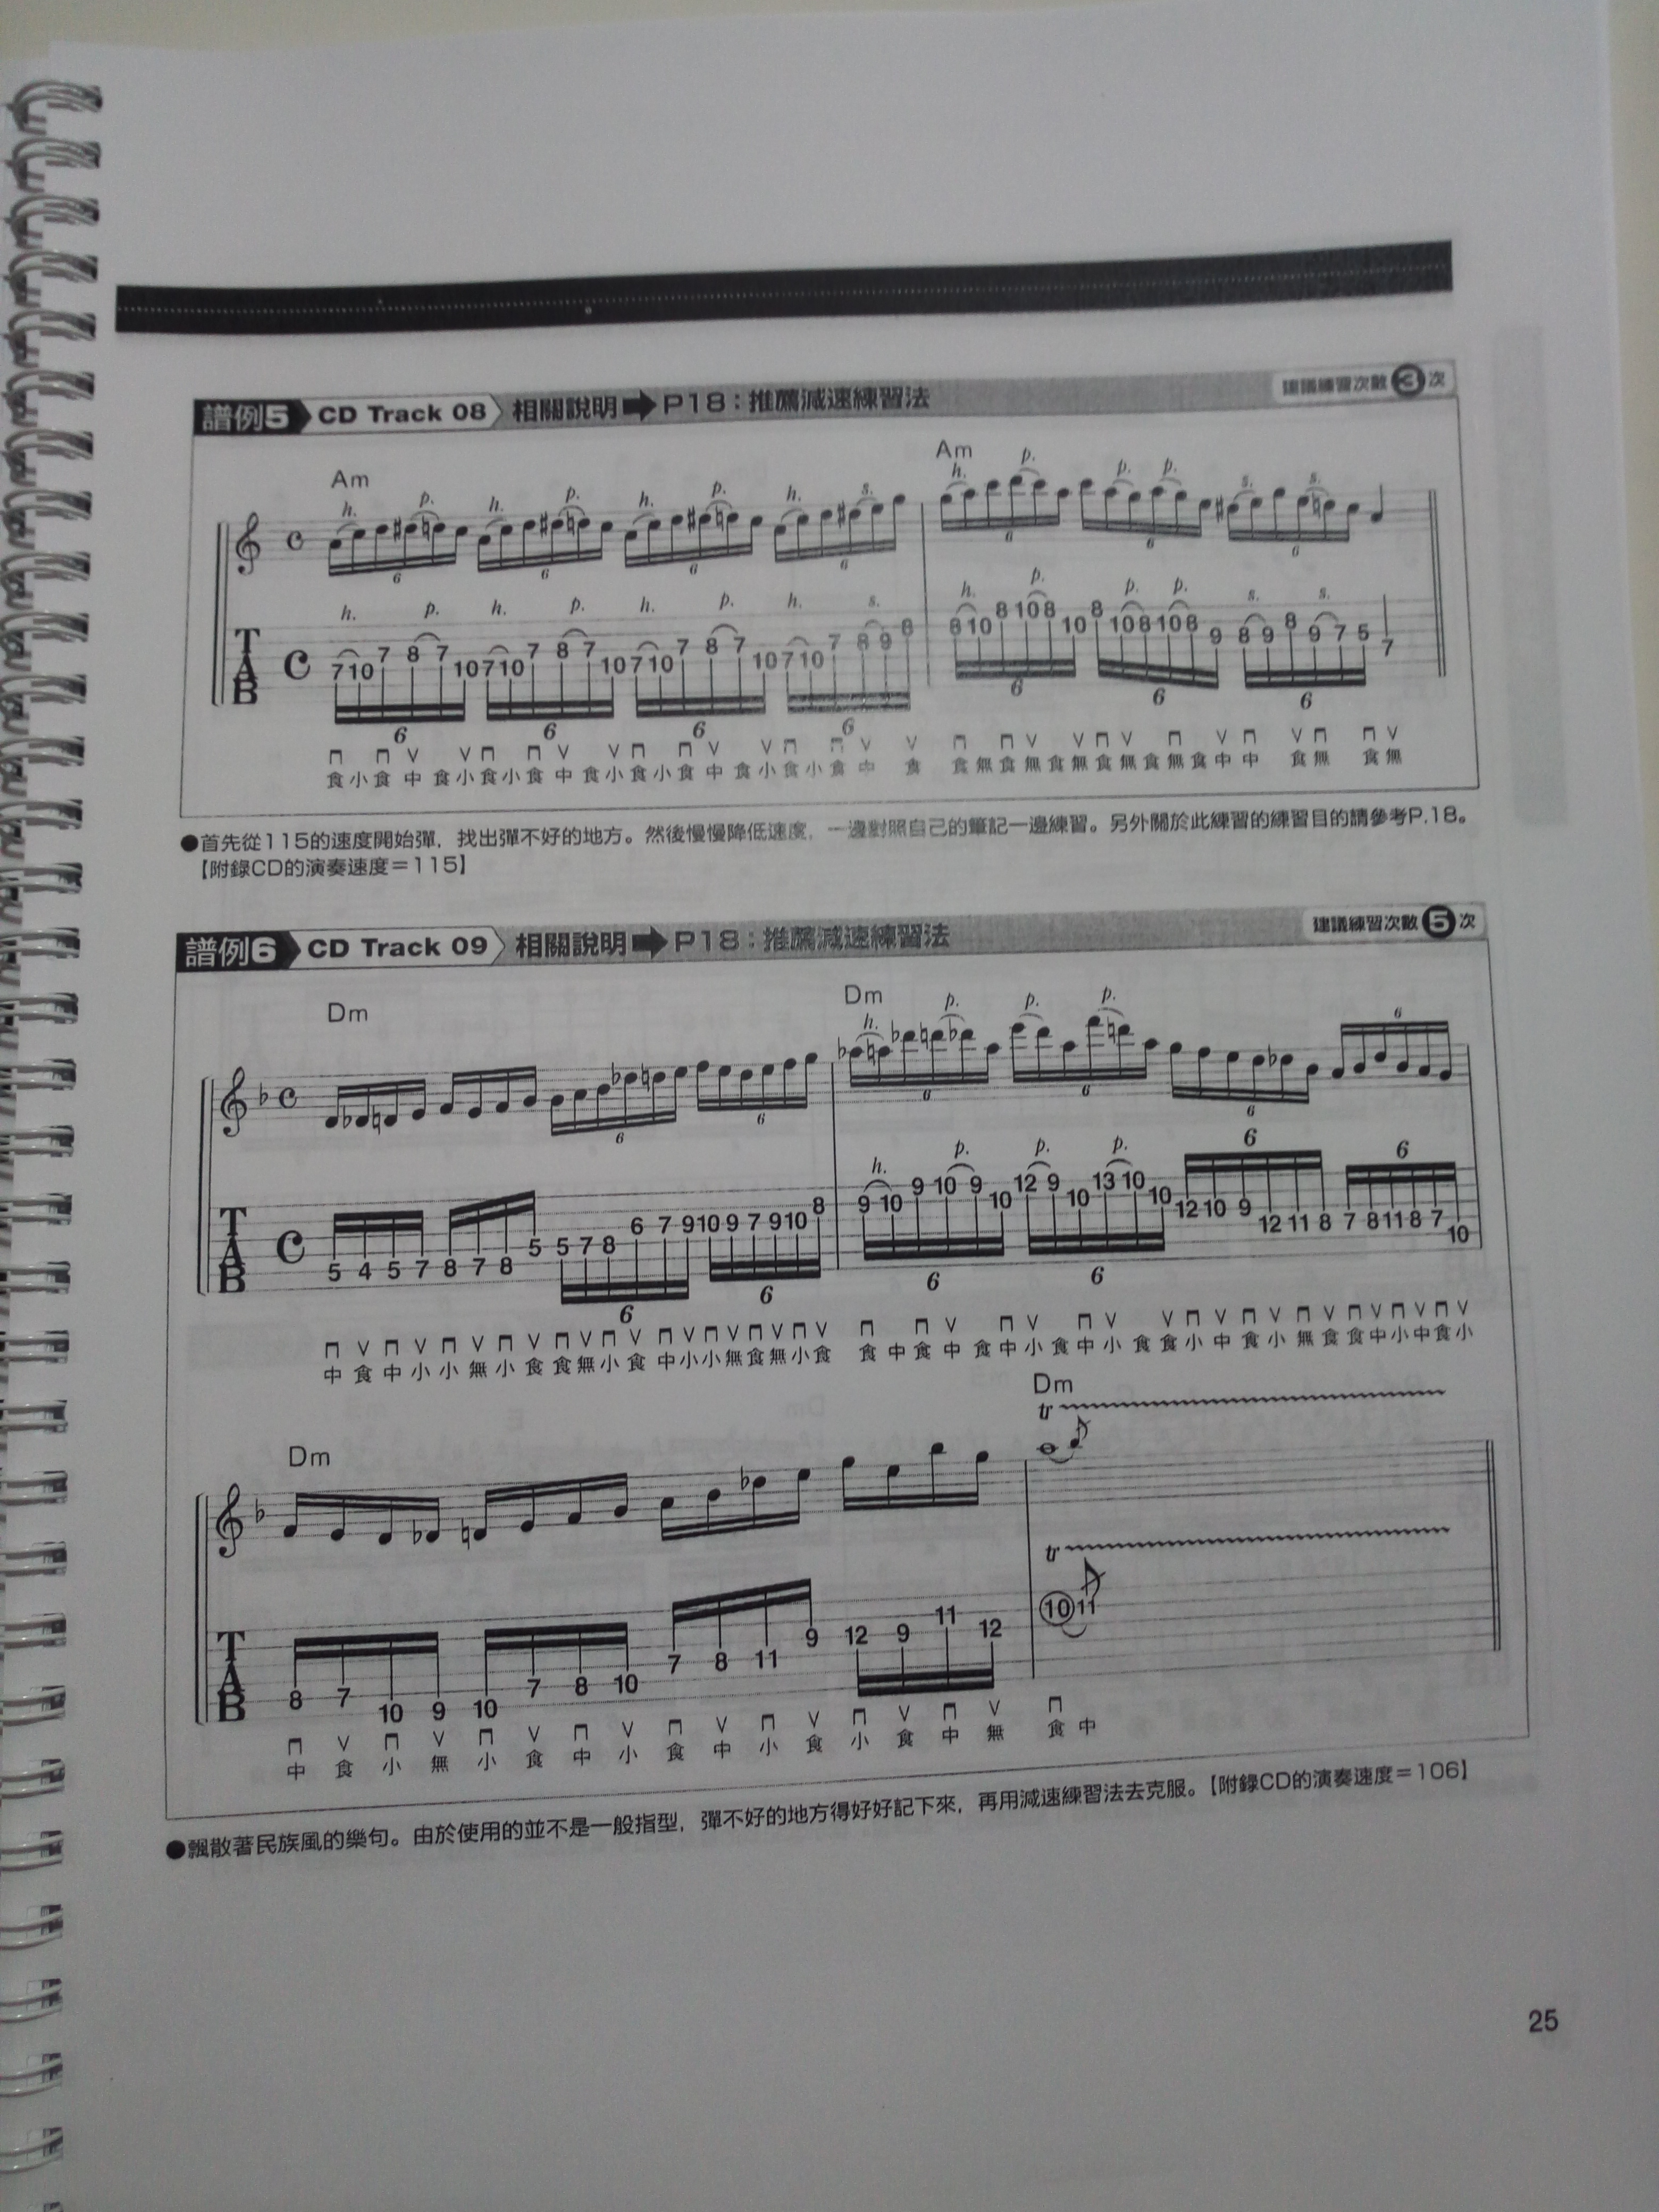 譜例5 CD Track 08 相關說明➡P18：推薦減速練習法 建議練習次數3次
Am Am
h. p. h. p. h. p. h. s. h. p. p. p. s. s.
6 6 6 6 6 6 6
h. p. h. p. h. p. h. s. h. p. p. p. s. s.
T A B C 7 10 7 8 7 10 7 10 7 8 7 10 7 10 7 8 7 10 7 10 7 8 9 8 8 10 8 10 8 10 8 10 8 10 8 9 8 9 8 9 7 5 7
6 6 6 6 6 6 6
食小食中食小食小食中食小食小食中食小食小食中食 食無食無食無食無食無食中中食無食無
●首先從115的速度開始彈，找出彈不好的地方。然後慢慢降低速度，一邊對照自己的筆記一邊練習。另外關於此練習的練習目的請參考P.18。
【附錄CD的演奏速度＝115】
譜例6 CD Track 09 相關說明➡P18：推薦減速練習法 建議練習次數5次
Dm Dm
h. p. p. p.
6 6 6 6 6 6
h. p. p. p.
T A B C 5 4 5 7 8 7 8 5 5 7 8 6 7 9 10 9 7 9 10 8 9 10 9 10 9 10 12 9 10 13 10 10 12 10 9 12 11 8 7 8 11 8 7 10
6 6 6 6 6 6
中食中小小無小食食無小食中小小無食無小食 食中食中食中小食中小食食小中食小無食食中小中食小
Dm Dm
tr
tr
T A B 8 7 10 9 10 7 8 10 7 8 11 9 12 9 11 12 10 11
中食小無小食中小食中小食小食中無 食中
●飄散著民族風的樂句。由於使用的並不是一般指型，彈不好的地方得好好記下來，再用減速練習法去克服。【附錄CD的演奏速度＝106】
25